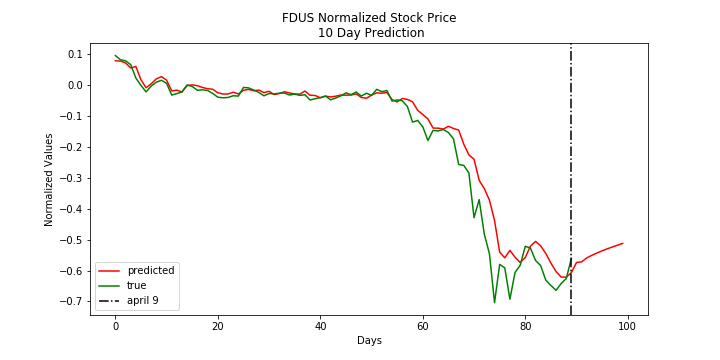 FDUS Normalized Stock Price
10 Day Prediction
Normalized Values
0.1
0.0
−0.1
−0.2
−0.3
−0.4
−0.5
−0.6
−0.7
predicted
true
april 9
0
20
40
60
80
100
Days